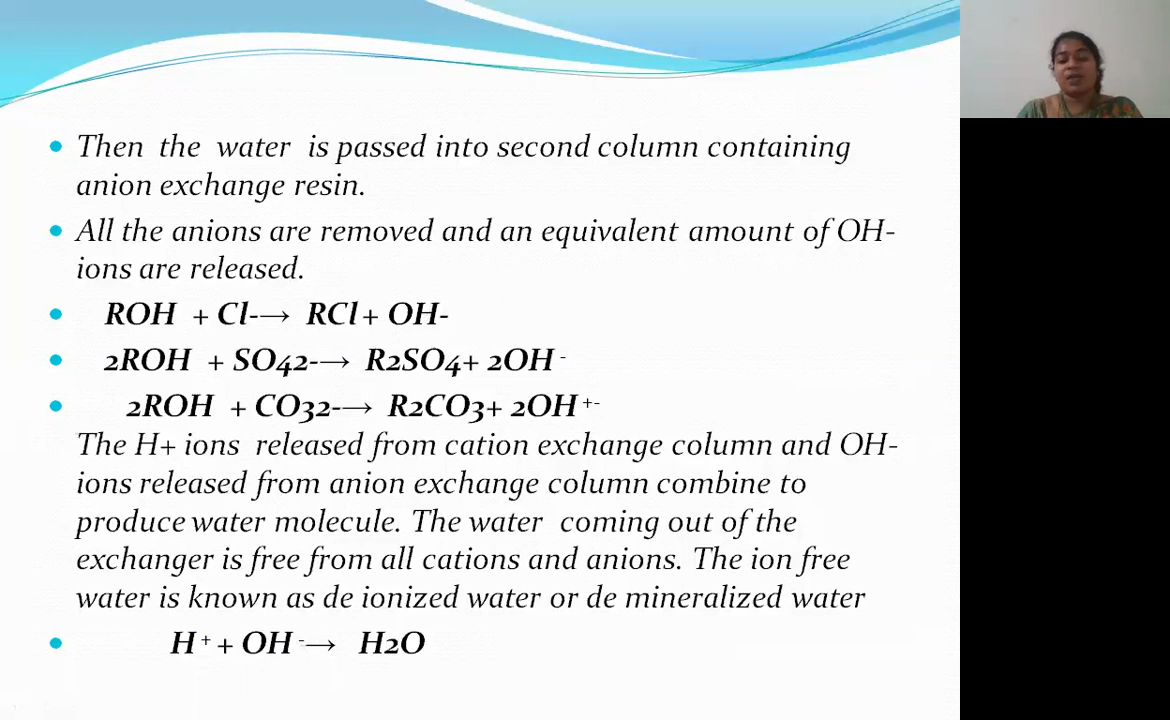 Then the water is passed into second column containing
anion exchange resin.
All the anions are removed and an equivalent amount of OH-
ions are released.
ROH + Cl-→ RCl+ OH-
2ROH + SO42-→ R2SO4+ 2OH -
2ROH + CO32-→ R2CO3+ 2OH +-
The H+ ions released from cation exchange column and OH-
ions released from anion exchange column combine to
produce water molecule. The water coming out of the
exchanger is free from all cations and anions. The ion free
water is known as de ionized water or de mineralized water
H + + OH -→ H2O